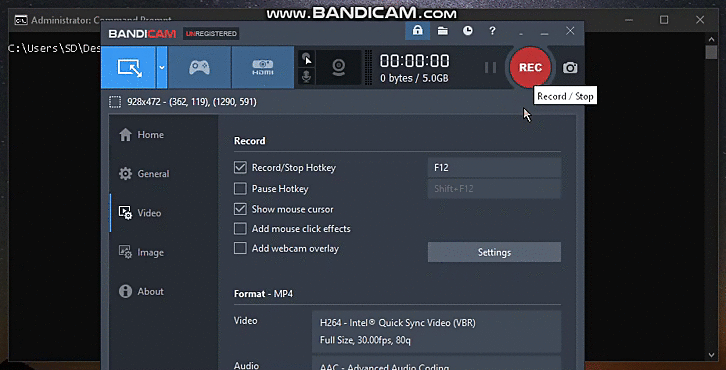 www.BANDICAM.com
Administrator: Command Prompt
C:\Users\SD\Des
BANDICAM UNREGISTERED
HDMI
00:00:00
0 bytes / 5.0GB
REC
Record / Stop
928x472 - (362, 119), (1290, 591)
Home
General
Video
Image
About
Record
Record/Stop Hotkey F12
Pause Hotkey Shift+F12
Show mouse cursor
Add mouse click effects
Add webcam overlay Settings
Format - MP4
Video H264 - Intel® Quick Sync Video (VBR)
Full Size, 30.00fps, 80q
Audio AAC - Advanced Audio Coding